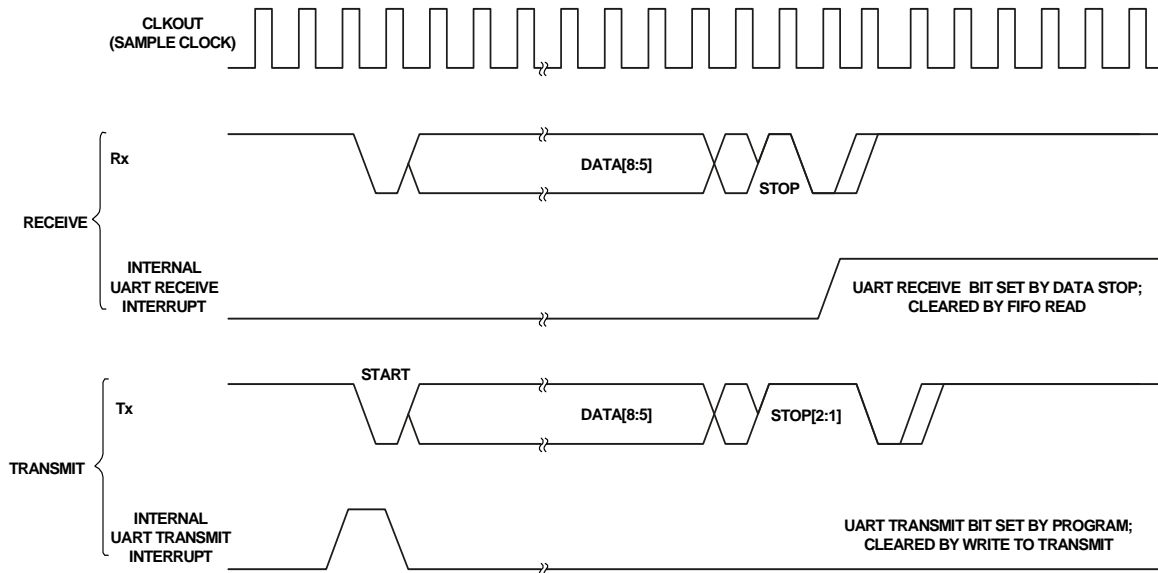 CLKOUT
(SAMPLE CLOCK)
Rx
DATA[8:5]
STOP
RECEIVE
INTERNAL
UART RECEIVE
INTERRUPT
UART RECEIVE BIT SET BY DATA STOP;
CLEARED BY FIFO READ
START
Tx
DATA[8:5]
STOP[2:1]
TRANSMIT
INTERNAL
UART TRANSMIT
INTERRUPT
UART TRANSMIT BIT SET BY PROGRAM;
CLEARED BY WRITE TO TRANSMIT